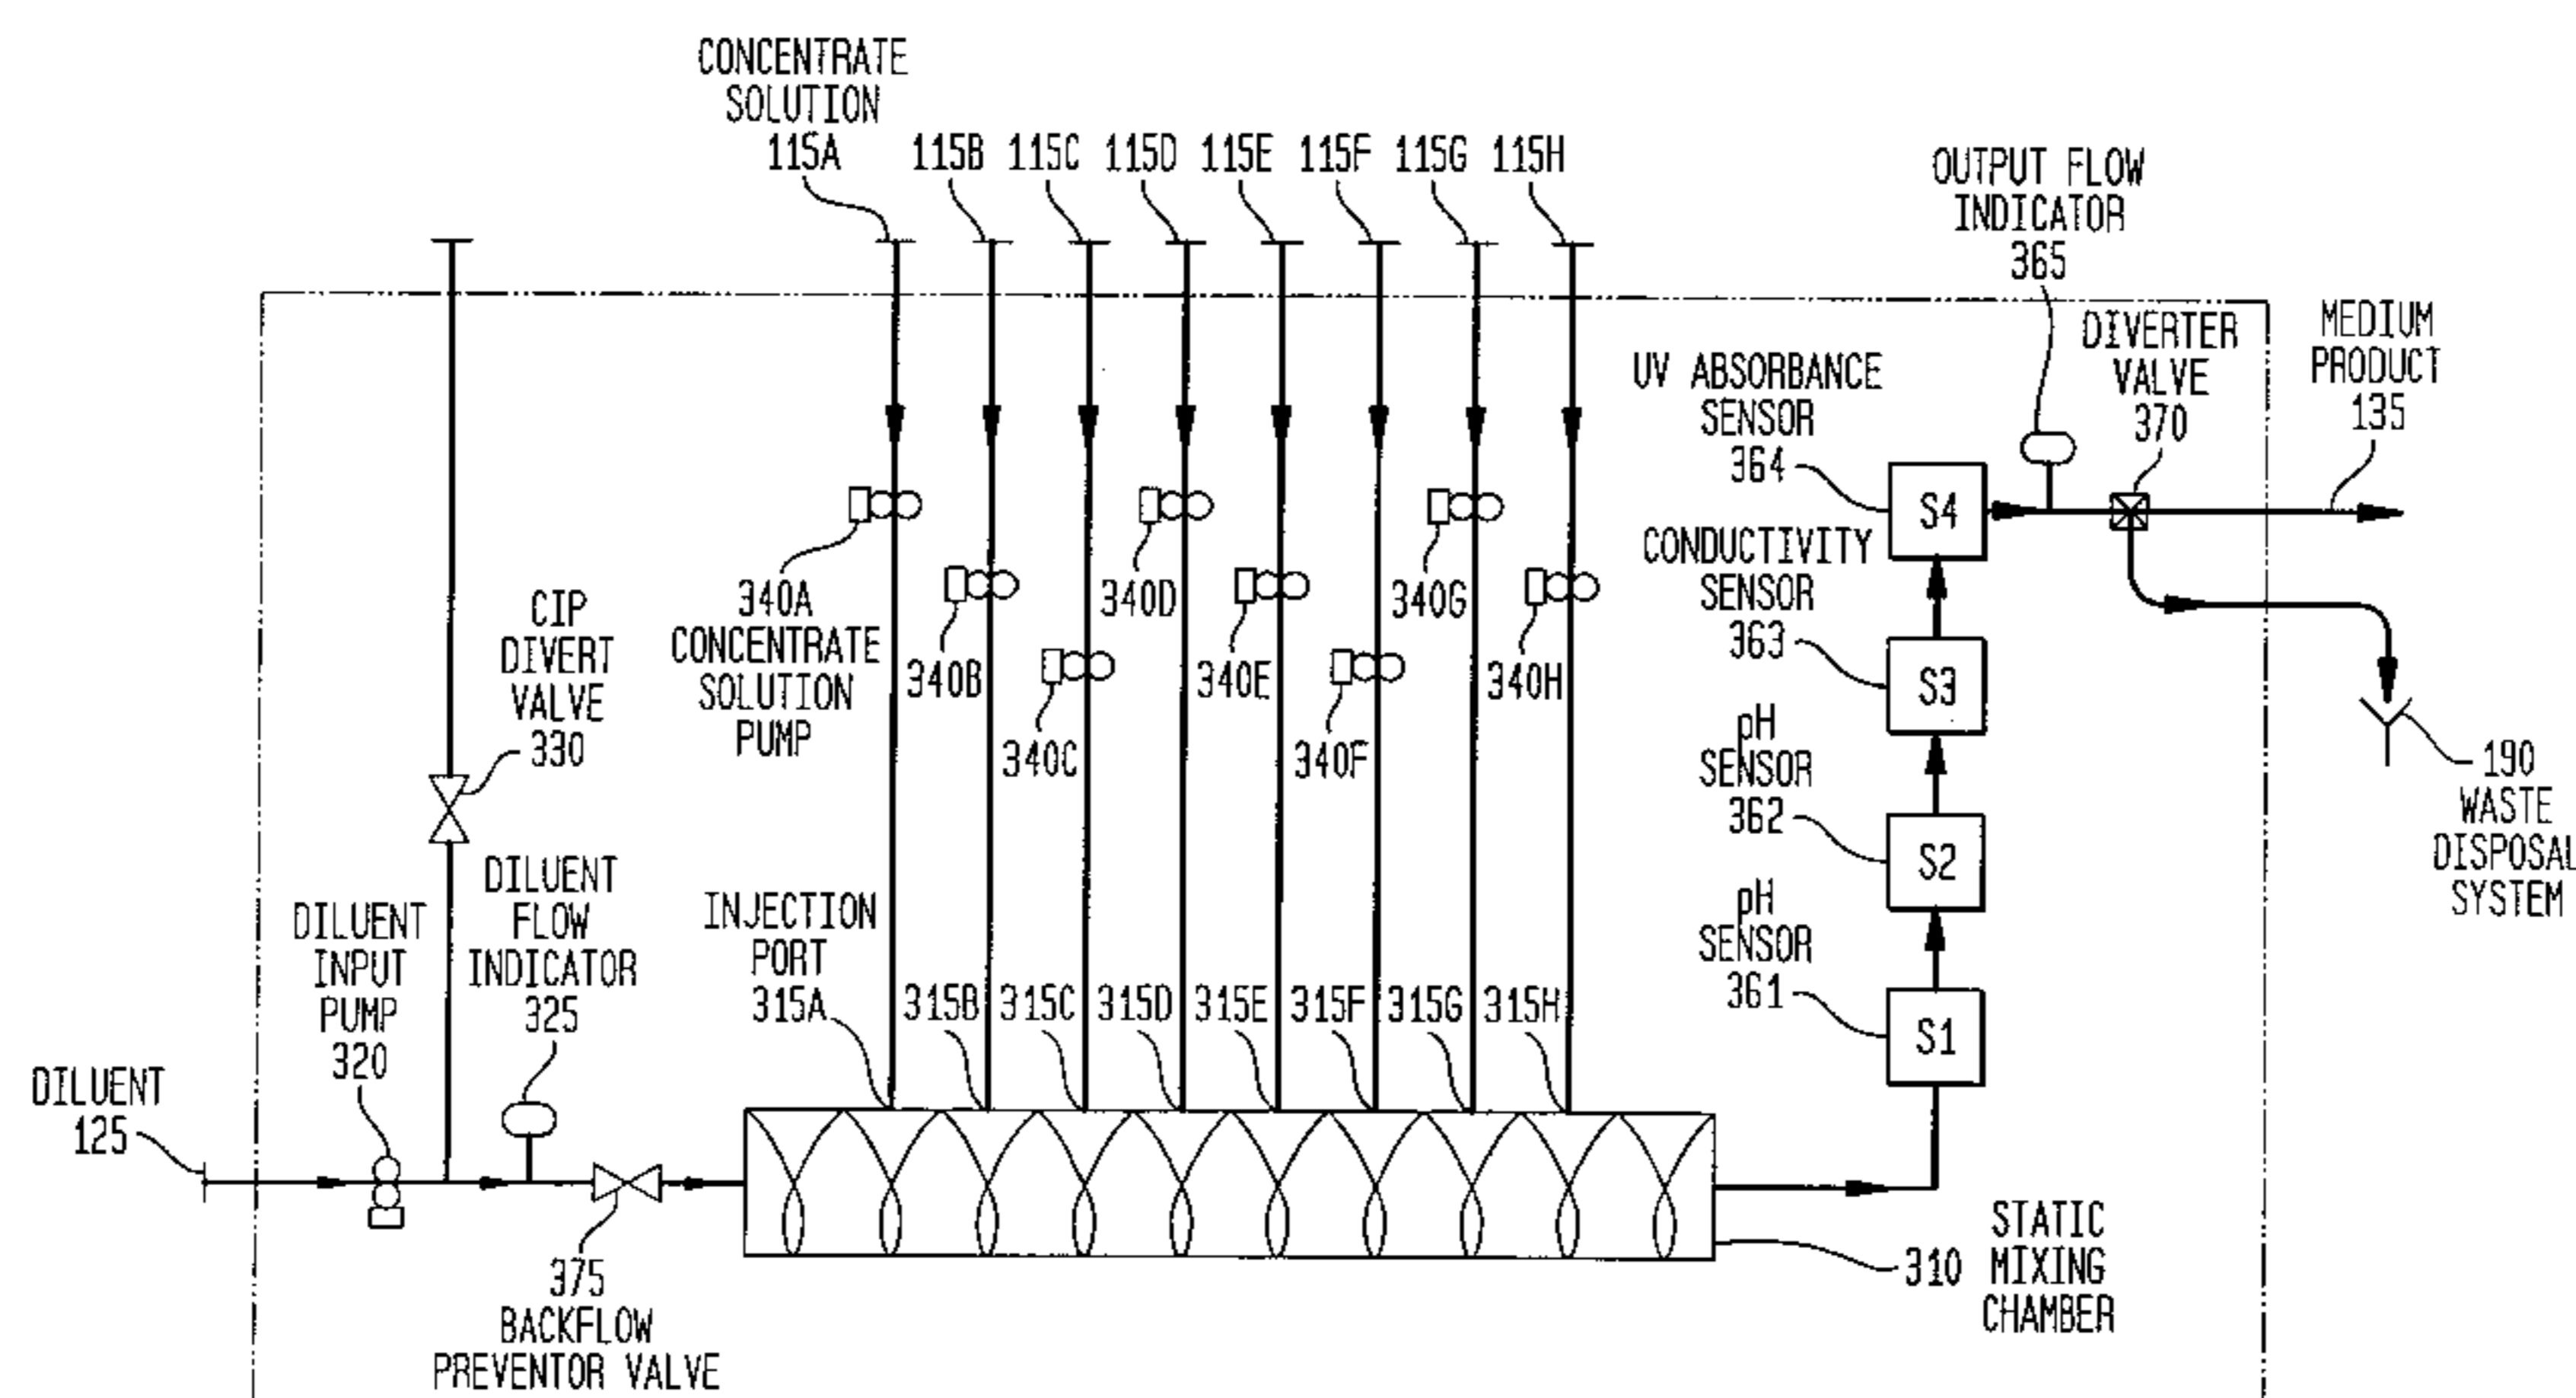 CONCENTRATE
SOLUTION
115A
115B
115C
115D
115E
115F
115G
115H
OUTPUT FLOW
INDICATOR
365
DIVERTER
VALVE
370
MEDIUM
PRODUCT
135
UV ABSORBANCE
SENSOR
364
S4
CONDUCTIVITY
SENSOR
363
S3
pH
SENSOR
362
S2
pH
SENSOR
361
S1
190
WASTE
DISPOSAL
SYSTEM
340A
CONCENTRATE
SOLUTION
PUMP
340B
340C
340D
340E
340F
340G
340H
CIP
DIVERT
VALVE
330
DILUENT
FLOW
INDICATOR
325
DILUENT
INPUT
PUMP
320
DILUENT
125
INJECTION
PORT
315A
315B
315C
315D
315E
315F
315G
315H
375
BACKFLOW
PREVENTOR VALVE
310
STATIC
MIXING
CHAMBER